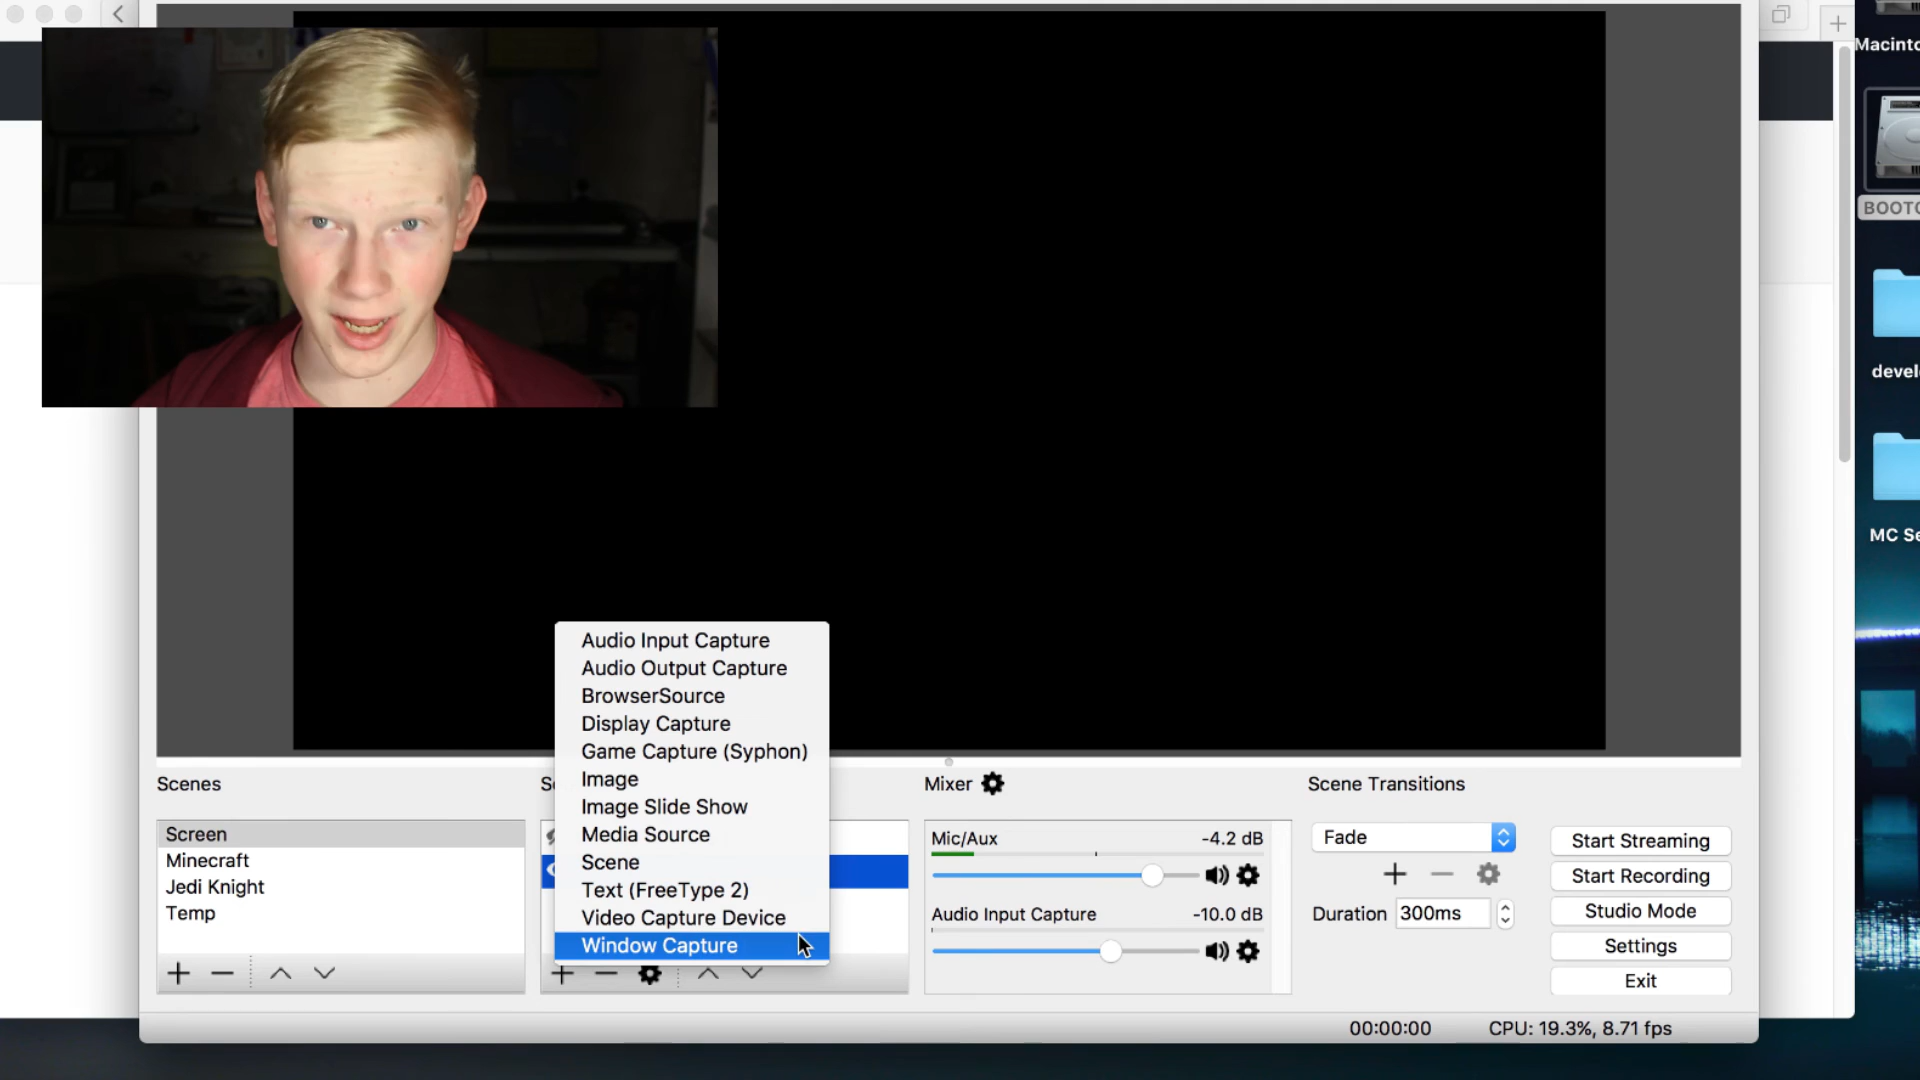 Macinto
BOOTC
develo
MC Se
Audio Input Capture
Audio Output Capture
BrowserSource
Display Capture
Game Capture (Syphon)
Image
Image Slide Show
Media Source
Scene
Text (FreeType 2)
Video Capture Device
Window Capture
Scenes
Screen
Minecraft
Jedi Knight
Temp
Mixer
Mic/Aux -4.2 dB
Audio Input Capture -10.0 dB
Scene Transitions
Fade
Duration 300ms
Start Streaming
Start Recording
Studio Mode
Settings
Exit
00:00:00 CPU: 19.3%, 8.71 fps